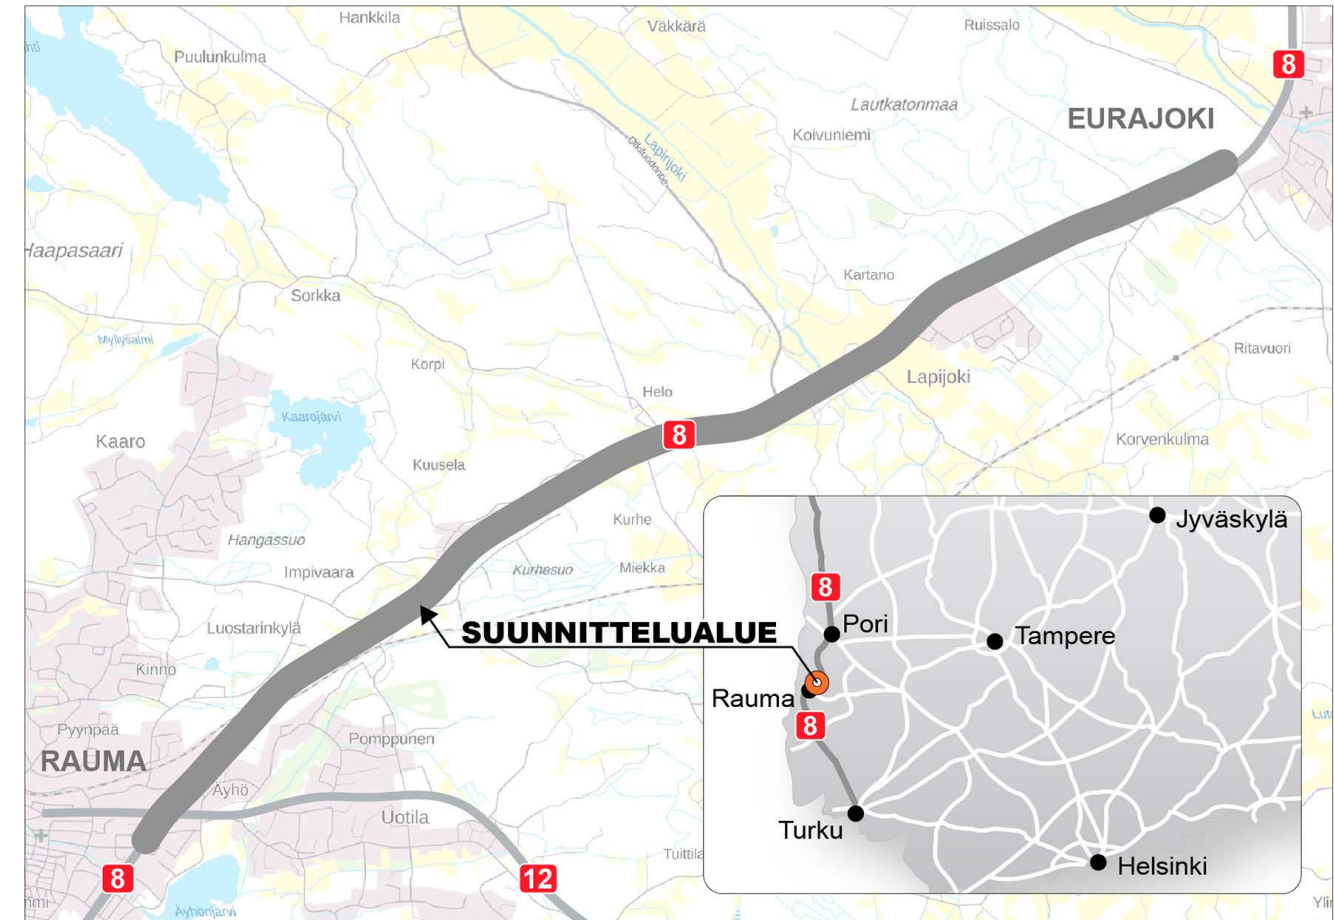 Hankkila
Väkkärä
Ruissalo
Puulunkulma
8
Lautkatonmaa
EURAJOKI
Koivuniemi
Lapinjoki
Olkiluodontie
Haapasaari
Kartano
Sorkka
Myllysalmi
Ritavuori
Korpi
Lapijoki
Helo
Kaarojärvi
8
Kaaro
Korvenkulma
Kuusela
Kurhe
Hangassuo
Impivaara
Kurhesuo
Miekka
Jyväskylä
8
Luostarinkylä
SUUNNITTELUALUE
Pori
Tampere
Kinno
Rauma
8
Pyynpää
Pomppunen
RAUMA
Äyhö
Uotila
Turku
Tuittila
Helsinki
8
12
Äyhönjärvi